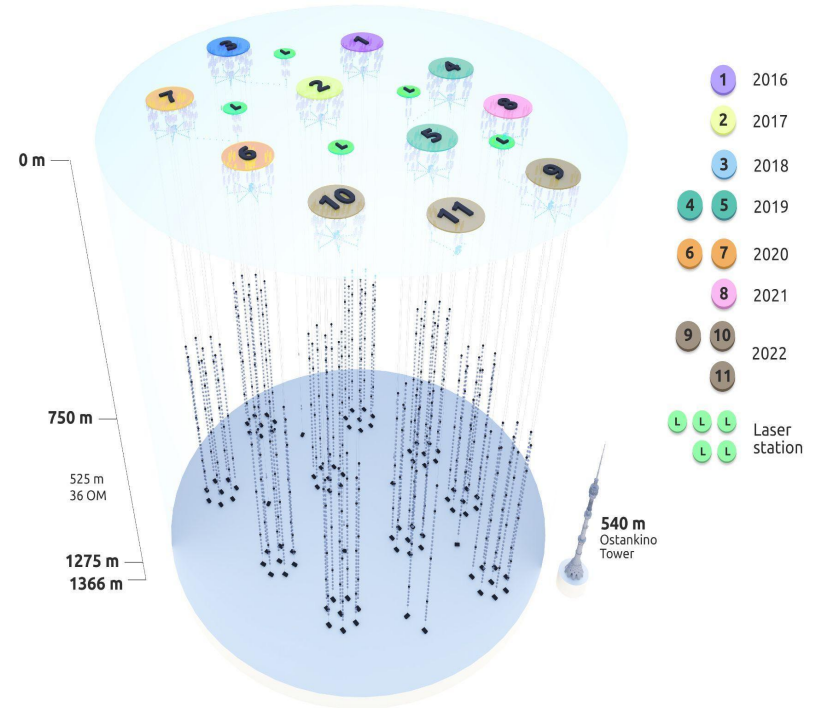 3
L
1
4
2
L
7
L
8
5
L
L
6
9
10
11
0 m
750 m
525 m
36 OM
1275 m
1366 m
540 m
Ostankino
Tower
1 2016
2 2017
3 2018
4 5 2019
6 7 2020
8 2021
9 10
2022
11
L L L
L L
Laser
station